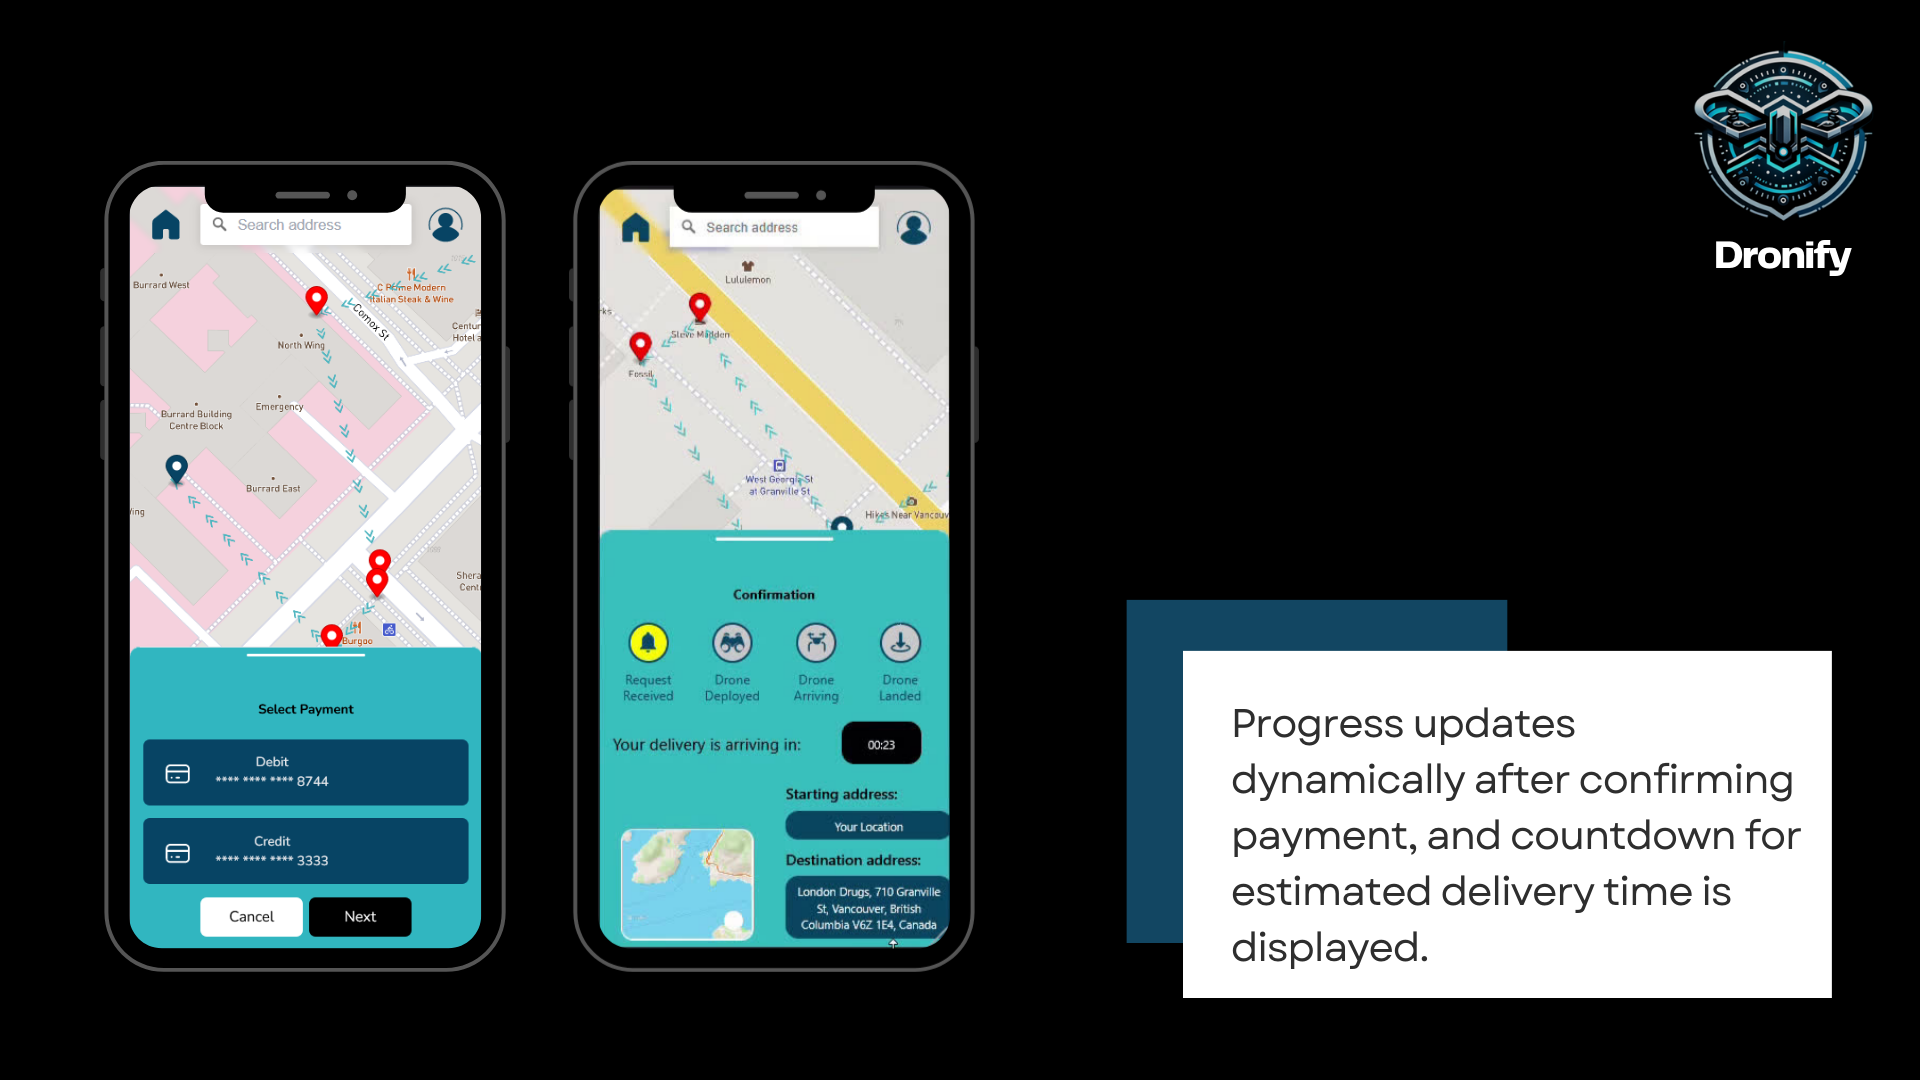 Dronify
Search address
Burrard West
C Prime Modern
Italian Steak & Wine
Comox St
North Wing
Emergency
Burrard Building
Centre Block
Burrard East
Burgoo
Select Payment
Debit
**** **** **** 8744
Credit
**** **** **** 3333
Cancel
Next
Search address
Lululemon
Steve Madden
Fossil
West Georgia St
at Granville St
Hikes Near Vancouv
Confirmation
Request
Received
Drone
Deployed
Drone
Arriving
Drone
Landed
Your delivery is arriving in:
00:23
Starting address:
Your Location
Destination address:
London Drugs, 710 Granville
St, Vancouver, British
Columbia V6Z 1E4, Canada
Progress updates
dynamically after confirming
payment, and countdown for
estimated delivery time is
displayed.